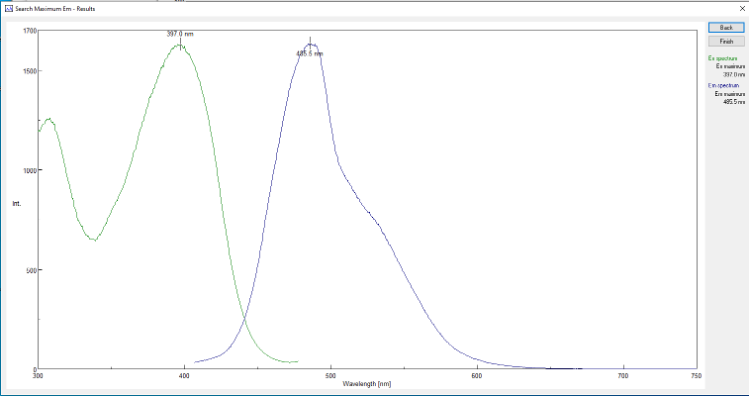 Search Maximum Em - Results
Back
Finish
Ex spectrum
Ex maximum
397.0 nm
Em spectrum
Em maximum
485.5 nm
397.0 nm
485.5 nm
1700
1500
1000
Int.
500
0
300
400
500
600
700
750
Wavelength [nm]